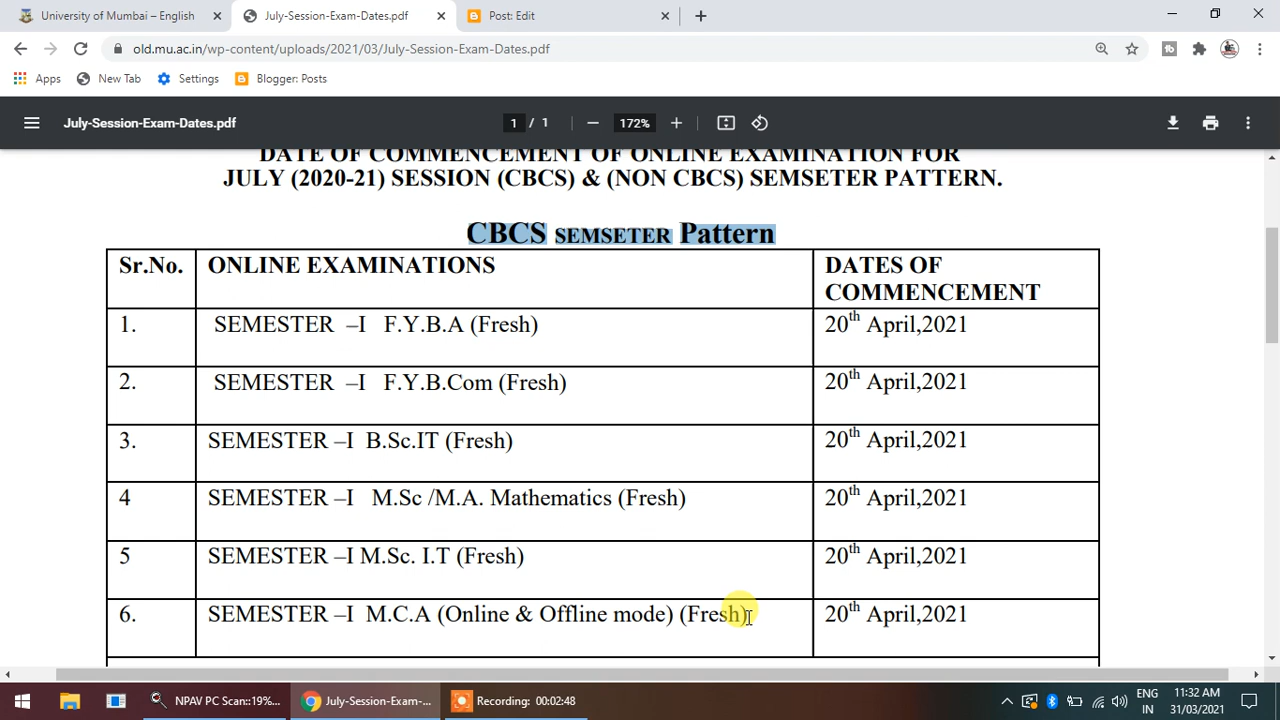 University of Mumbai – English
July-Session-Exam-Dates.pdf
Post: Edit
old.mu.ac.in/wp-content/uploads/2021/03/July-Session-Exam-Dates.pdf
Apps
New Tab
Settings
Blogger: Posts
July-Session-Exam-Dates.pdf
1 / 1
172%
DATE OF COMMENCEMENT OF ONLINE EXAMINATION FOR
JULY (2020-21) SESSION (CBCS) & (NON CBCS) SEMSETER PATTERN.
CBCS SEMSETER Pattern
Sr.No. ONLINE EXAMINATIONS DATES OF
COMMENCEMENT
1. SEMESTER –I F.Y.B.A (Fresh) 20th April,2021
2. SEMESTER –I F.Y.B.Com (Fresh) 20th April,2021
3. SEMESTER –I B.Sc.IT (Fresh) 20th April,2021
4 SEMESTER –I M.Sc /M.A. Mathematics (Fresh) 20th April,2021
5 SEMESTER –I M.Sc. I.T (Fresh) 20th April,2021
6. SEMESTER –I M.C.A (Online & Offline mode) (Fresh) 20th April,2021
NPAV PC Scan::19%...
July-Session-Exam-...
Recording: 00:02:48
ENG
IN
11:32 AM
31/03/2021